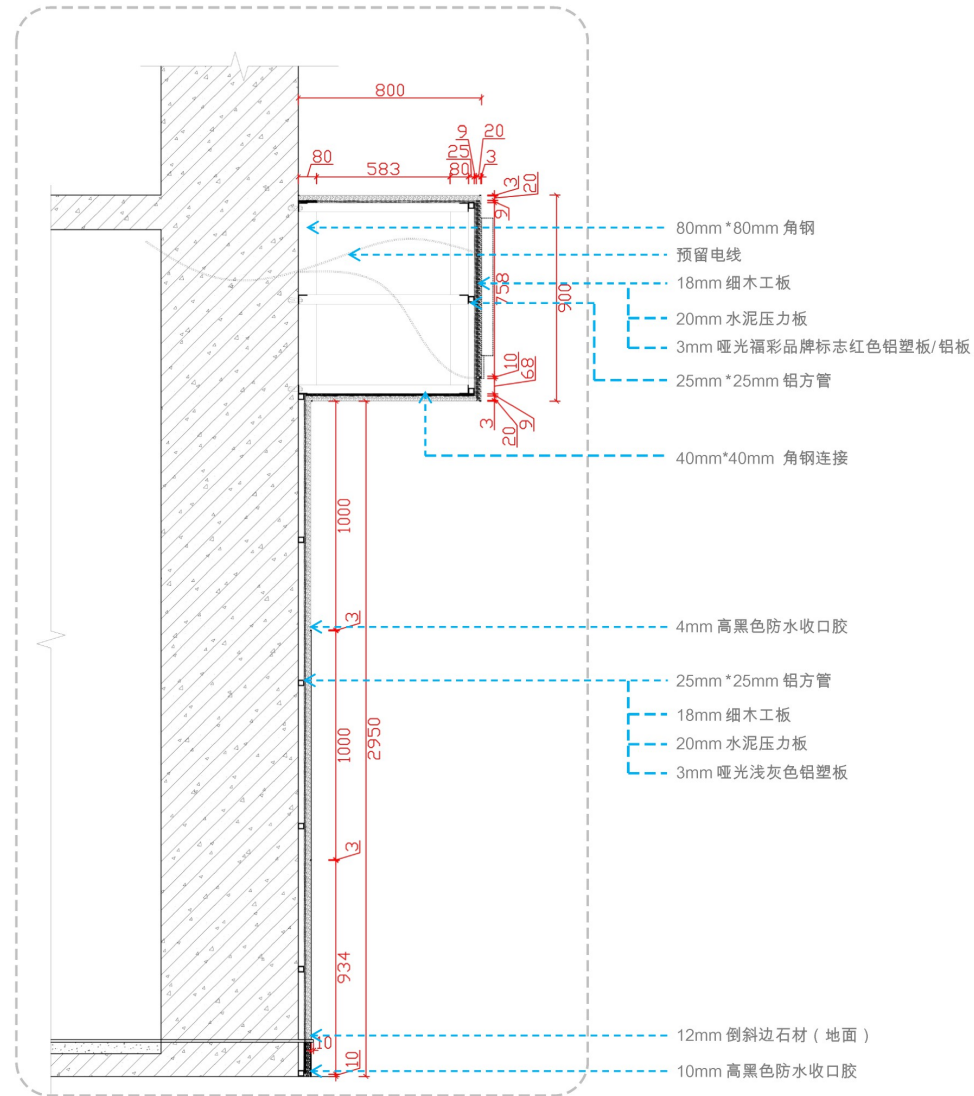 800
9 20
80 583 25 80 3
3 20
9
80mm *80mm 角钢
预留电线
18mm 细木工板
758
900
20mm 水泥压力板
3mm 哑光福彩品牌标志红色铝塑板/ 铝板
10
68
25mm *25mm 铝方管
3 20 9
40mm*40mm 角钢连接
1000
3
4mm 高黑色防水收口胶
25mm *25mm 铝方管
18mm 细木工板
1000
2950
20mm 水泥压力板
3mm 哑光浅灰色铝塑板
3
934
12mm 倒斜边石材 ( 地面 )
10
10
10mm 高黑色防水收口胶